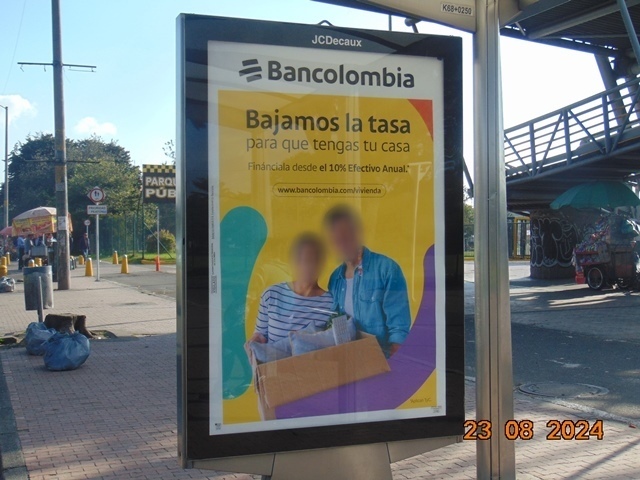 K68+0250
JCDecaux
Bancolombia
Bajamos la tasa
para que tengas tu casa
Fináncialo desde el 10% Efectivo Anual.*
www.bancolombia.com/vivienda
PARQU
PÚB
23 08 2024